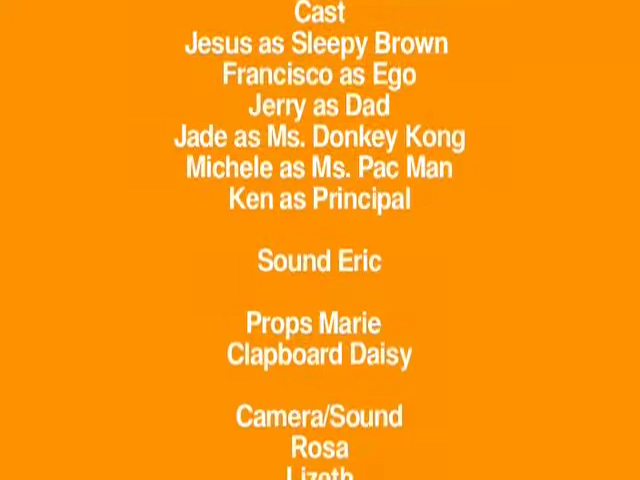 Cast
Jesus as Sleepy Brown
Francisco as Ego
Jerry as Dad
Jade as Ms. Donkey Kong
Michele as Ms. Pac Man
Ken as Principal
Sound Eric
Props Marie
Clapboard Daisy
Camera/Sound
Rosa
Lizeth